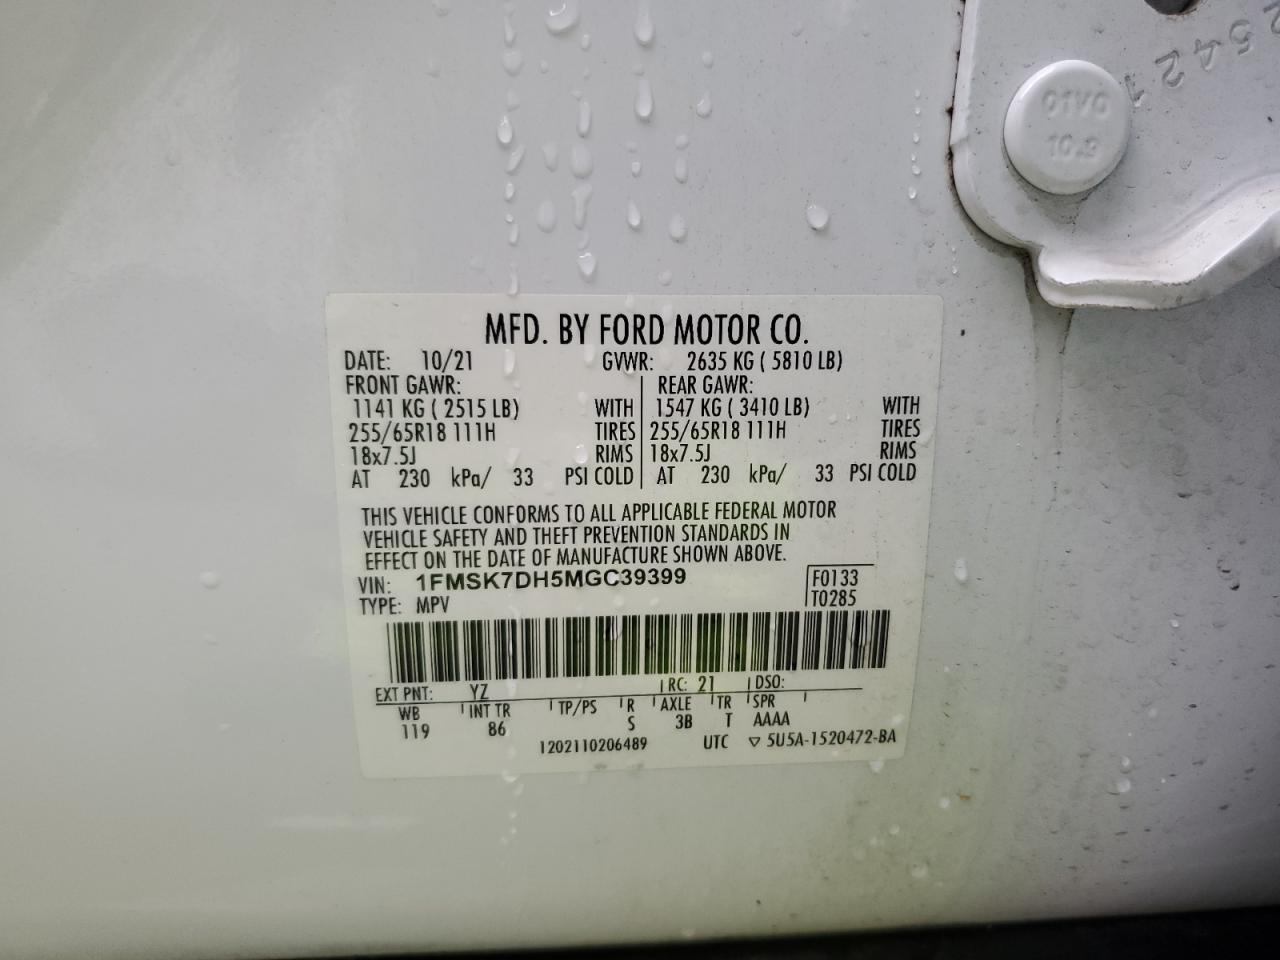 2542
01VO
10.9
MFD. BY FORD MOTOR CO.
DATE: 10/21 GVWR: 2635 KG ( 5810 LB)
FRONT GAWR: REAR GAWR:
1141 KG ( 2515 LB) WITH 1547 KG ( 3410 LB) WITH
255/65R18 111H TIRES 255/65R18 111H TIRES
18x7.5J RIMS 18x7.5J RIMS
AT 230 kPa/ 33 PSI COLD AT 230 kPa/ 33 PSI COLD
THIS VEHICLE CONFORMS TO ALL APPLICABLE FEDERAL MOTOR
VEHICLE SAFETY AND THEFT PREVENTION STANDARDS IN
EFFECT ON THE DATE OF MANUFACTURE SHOWN ABOVE.
VIN: 1FMSK7DH5MGC39399 F0133
TYPE: MPV T0285
EXT PNT: YZ RC: 21 DSO:
WB INT TR TP/PS R AXLE TR SPR
119 86 S 3B T AAAA
1202110206489 UTC ▽ 5U5A-1520472-BA